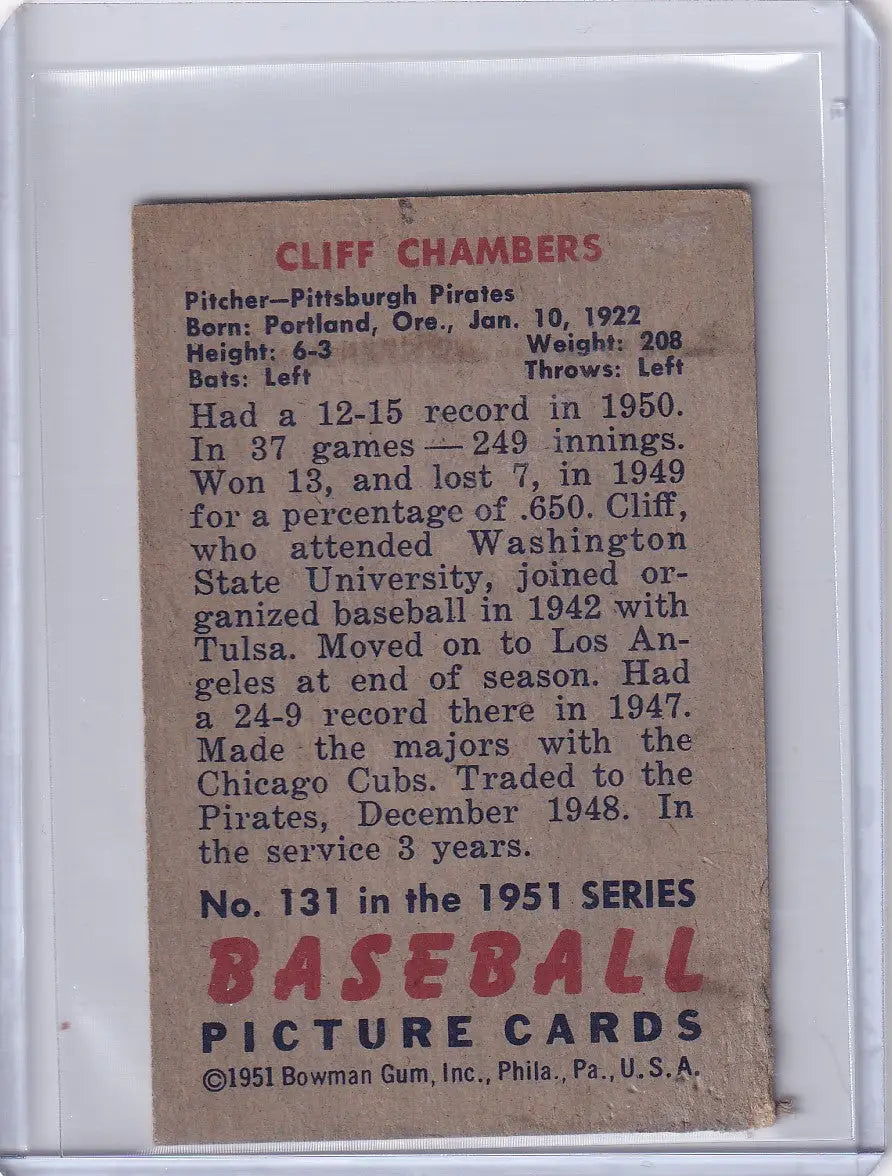 CLIFF CHAMBERS
Pitcher—Pittsburgh Pirates
Born: Portland, Ore., Jan. 10, 1922
Height: 6-3 Weight: 208
Bats: Left Throws: Left
Had a 12-15 record in 1950.
In 37 games — 249 innings.
Won 13, and lost 7, in 1949
for a percentage of .650. Cliff,
who attended Washington
State University, joined or-
ganized baseball in 1942 with
Tulsa. Moved on to Los An-
geles at end of season. Had
a 24-9 record there in 1947.
Made the majors with the
Chicago Cubs. Traded to the
Pirates, December 1948. In
the service 3 years.
No. 131 in the 1951 SERIES
BASEBALL
PICTURE CARDS
©1951 Bowman Gum, Inc., Phila., Pa., U.S.A.